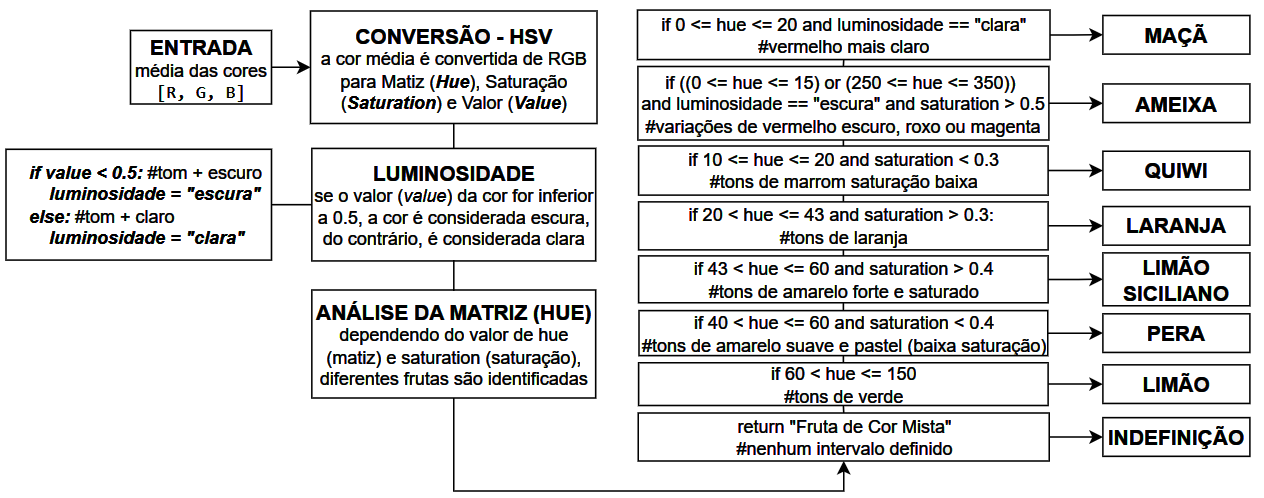 ENTRADA
média das cores
[R, G, B]
CONVERSÃO - HSV
a cor média é convertida de RGB
para Matiz (Hue), Saturação
(Saturation) e Valor (Value)
if value < 0.5: #tom + escuro
luminosidade = "escura"
else: #tom + claro
luminosidade = "clara"
LUMINOSIDADE
se o valor (value) da cor for inferior
a 0.5, a cor é considerada escura,
do contrário, é considerada clara
ANÁLISE DA MATRIZ (HUE)
dependendo do valor de hue
(matiz) e saturation (saturação),
diferentes frutas são identificadas
if 0 <= hue <= 20 and luminosidade == "clara"
#vermelho mais claro
MAÇÃ
if ((0 <= hue <= 15) or (250 <= hue <= 350))
and luminosidade == "escura" and saturation > 0.5
#variações de vermelho escuro, roxo ou magenta
AMEIXA
if 10 <= hue <= 20 and saturation < 0.3
#tons de marrom saturação baixa
QUIWI
if 20 < hue <= 43 and saturation > 0.3:
#tons de laranja
LARANJA
if 43 < hue <= 60 and saturation > 0.4
#tons de amarelo forte e saturado
LIMÃO
SICILIANO
if 40 < hue <= 60 and saturation < 0.4
#tons de amarelo suave e pastel (baixa saturação)
PERA
if 60 < hue <= 150
#tons de verde
LIMÃO
return "Fruta de Cor Mista"
#nenhum intervalo definido
INDEFINIÇÃO